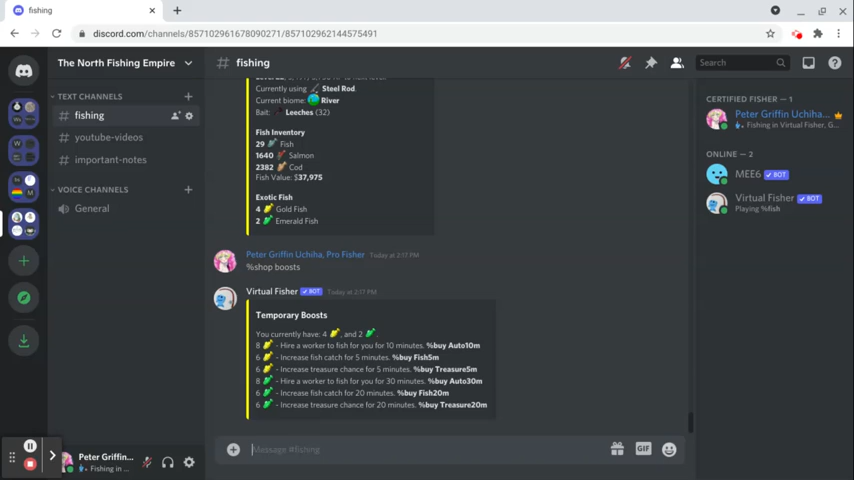 fishing
discord.com/channels/857102961678090271/857102962144575491
The North Fishing Empire
TEXT CHANNELS
fishing
youtube-videos
important-notes
VOICE CHANNELS
General
Peter Griffin...
Fishing in ...
fishing
Search
Currently using Steel Rod.
Current biome: River
Bait: Leeches (32)
Fish Inventory
29 Fish
1640 Salmon
2382 Cod
Fish Value: $37,975
Exotic Fish
4 Gold Fish
2 Emerald Fish
Peter Griffin Uchiha, Pro Fisher Today at 2:17 PM
%shop boosts
Virtual Fisher BOT Today at 2:17 PM
Temporary Boosts
You currently have: 4 , and 2 .
8 - Hire a worker to fish for you for 10 minutes. %buy Auto10m
6 - Increase fish catch for 5 minutes. %buy Fish5m
6 - Increase treasure chance for 5 minutes. %buy Treasure5m
8 - Hire a worker to fish for you for 30 minutes. %buy Auto30m
6 - Increase fish catch for 20 minutes. %buy Fish20m
6 - Increase treasure chance for 20 minutes. %buy Treasure20m
Message #fishing
GIF
CERTIFIED FISHER — 1
Peter Griffin Uchiha...
Fishing in Virtual Fisher, G...
ONLINE — 2
MEE6 BOT
Virtual Fisher BOT
Playing %fish